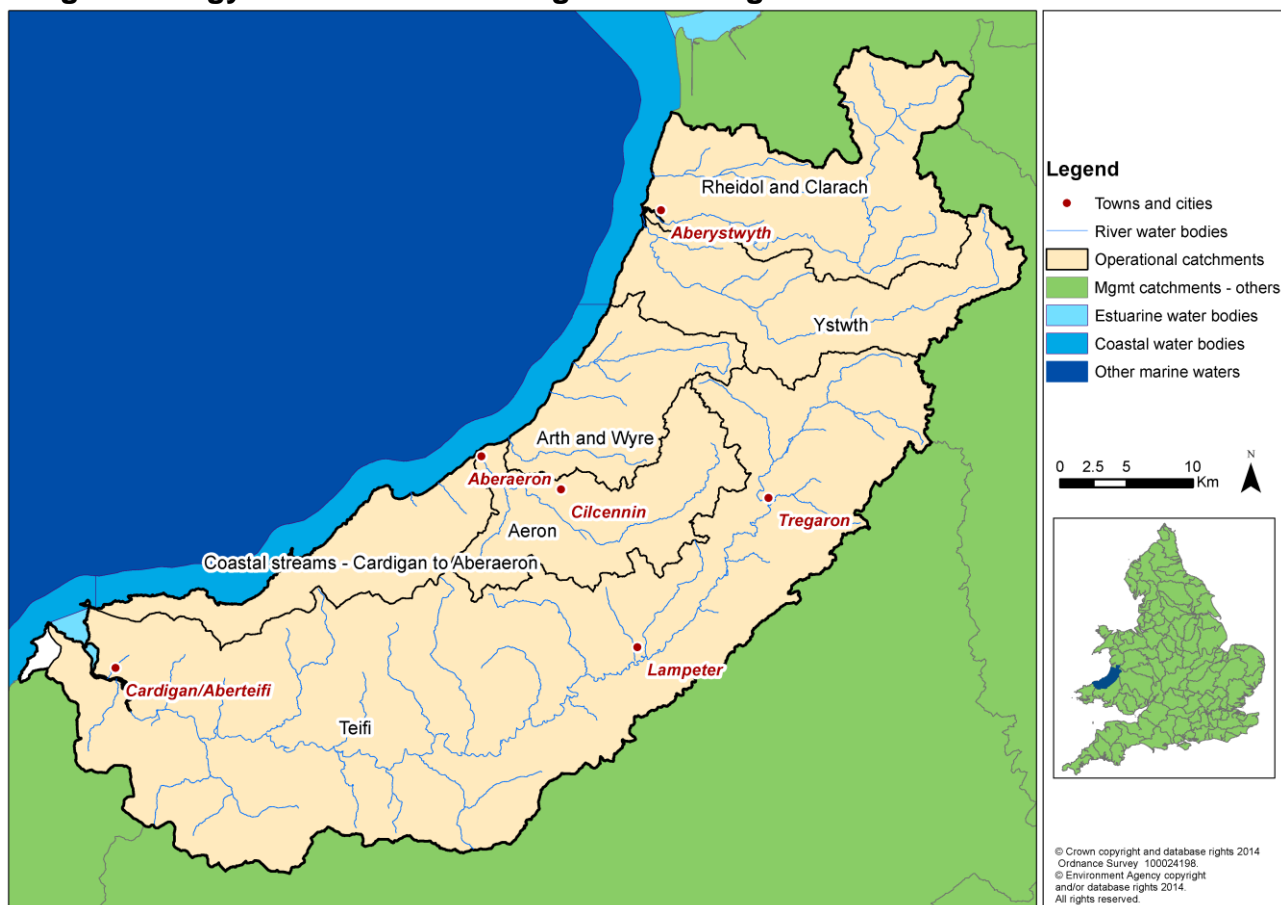 Rheidol and Clarach
Aberystwyth
Ystwth
Arth and Wyre
Aberaeron
Cilcennin
Tregaron
Aeron
Coastal streams - Cardigan to Aberaeron
Lampeter
Cardigan/Aberteifi
Teifi
Legend
Towns and cities
River water bodies
Operational catchments
Mgmt catchments - others
Estuarine water bodies
Coastal water bodies
Other marine waters
N
0 2.5 5 10
Km
© Crown copyright and database rights 2014
Ordnance Survey 100024198.
© Environment Agency copyright
and/or database rights 2014.
All rights reserved.